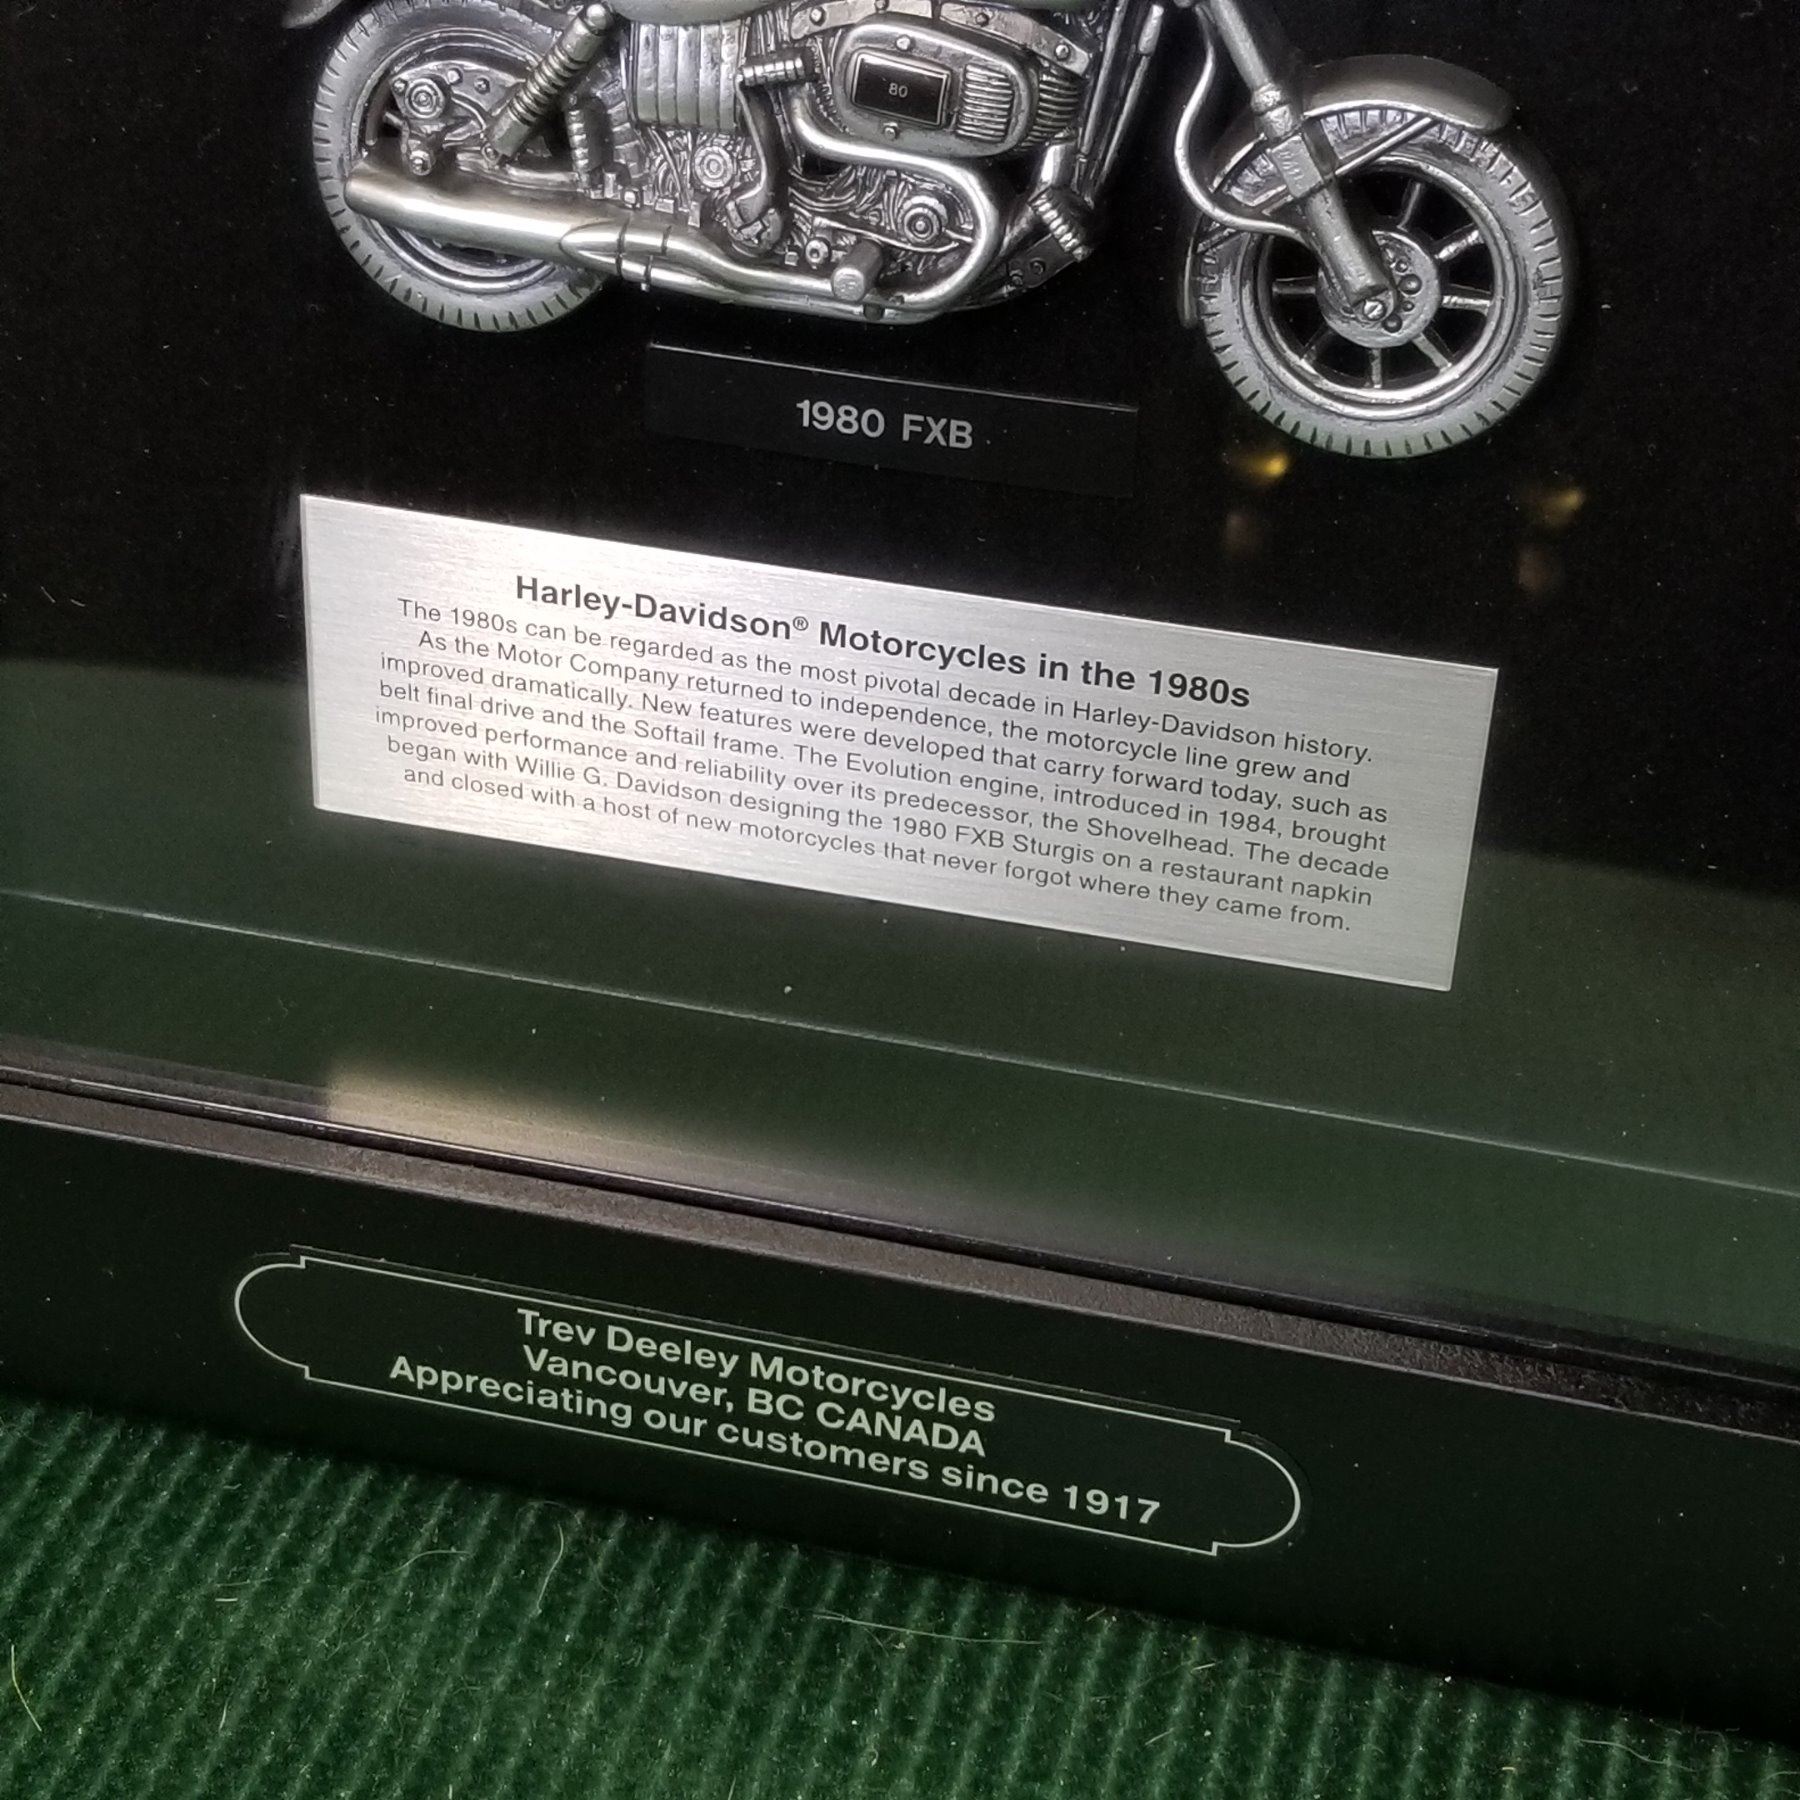 80
1980 FXB
Harley-Davidson® Motorcycles in the 1980s
The 1980s can be regarded as the most pivotal decade in Harley-Davidson history.
As the Motor Company returned to independence, the motorcycle line grew and
improved dramatically. New features were developed that carry forward today, such as
belt final drive and the Softail frame. The Evolution engine, introduced in 1984, brought
improved performance and reliability over its predecessor, the Shovelhead. The decade
began with Willie G. Davidson designing the 1980 FXB Sturgis on a restaurant napkin
and closed with a host of new motorcycles that never forgot where they came from.
Trev Deeley Motorcycles
Vancouver, BC CANADA
Appreciating our customers since 1917